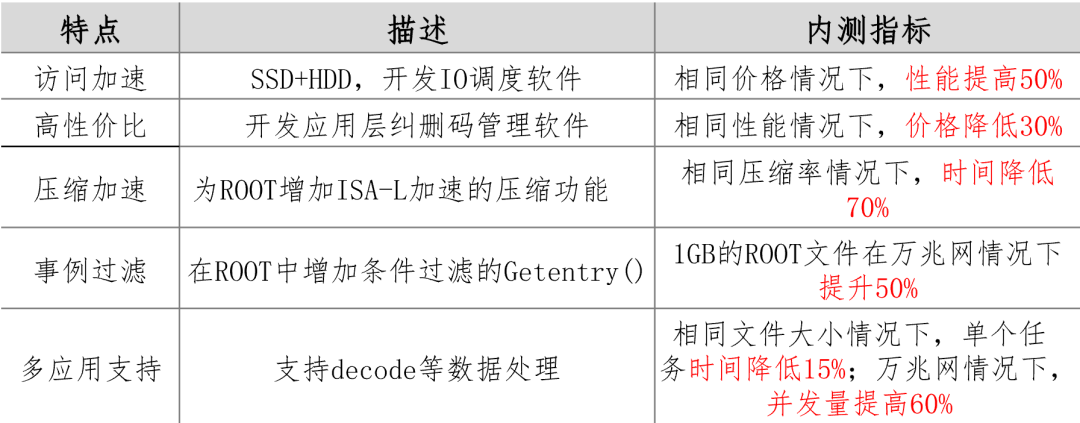 特点 描述 内测指标
访问加速 SSD+HDD，开发IO调度软件 相同价格情况下，性能提高50%
高性价比 开发应用层纠删码管理软件 相同性能情况下，价格降低30%
压缩加速 为ROOT增加ISA-L加速的压缩功能 相同压缩率情况下，时间降低
70%
事例过滤 在ROOT中增加条件过滤的Getentry() 1GB的ROOT文件在万兆网情况下
提升50%
多应用支持 支持decode等数据处理 相同文件大小情况下，单个任
务时间降低15%；万兆网情况下，
并发量提高60%